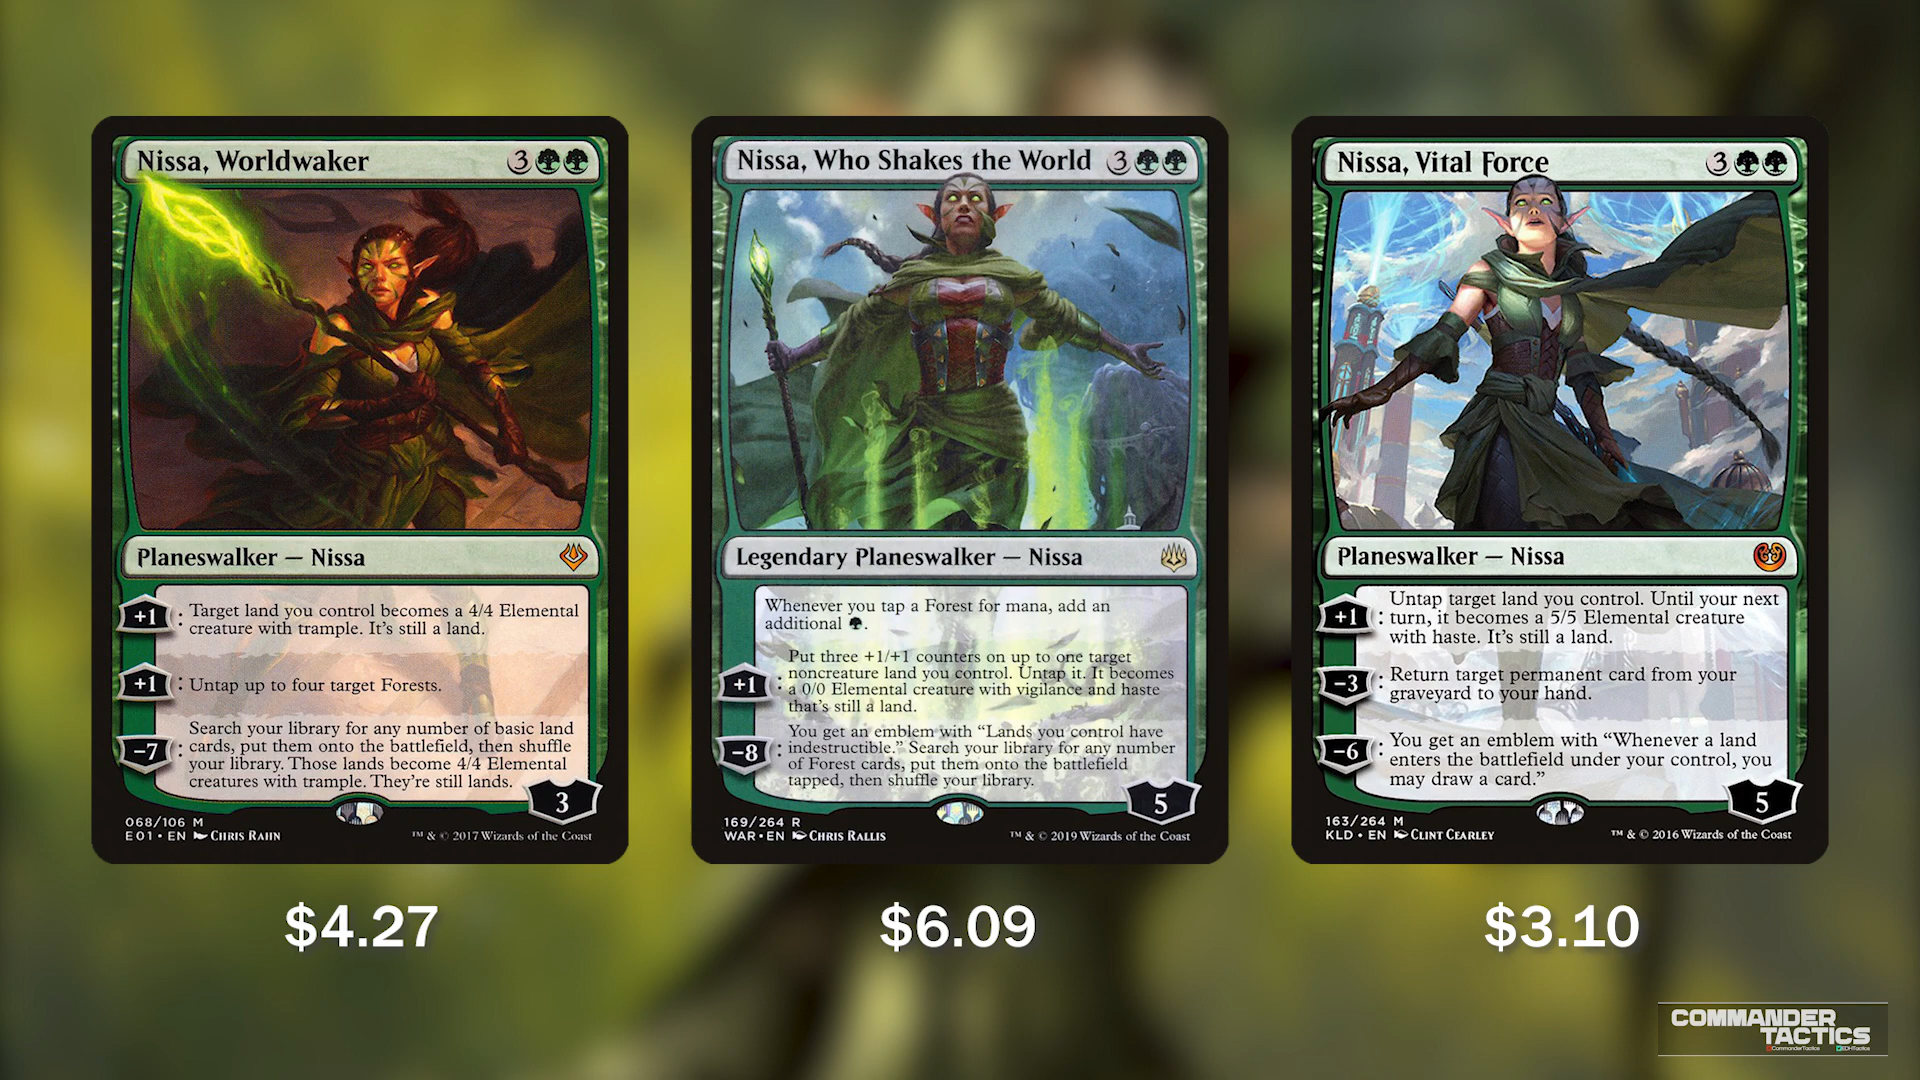 Nissa, Worldwaker 3
Planeswalker — Nissa
+1: Target land you control becomes a 4/4 Elemental
creature with trample. It's still a land.
+1: Untap up to four target Forests.
Search your library for any number of basic land
cards, put them onto the battlefield, then shuffle
-7: your library. Those lands become 4/4 Elemental
creatures with trample. They're still lands.
3
068/106 M
E01 • EN Chris Rahn ™ & © 2017 Wizards of the Coast
$4.27
Nissa, Who Shakes the World 3
Legendary Planeswalker — Nissa
Whenever you tap a Forest for mana, add an
additional .
Put three +1/+1 counters on up to one target
noncreature land you control. Untap it. It becomes
+1: a 0/0 Elemental creature with vigilance and haste
that's still a land.
You get an emblem with “Lands you control have
-8: indestructible.” Search your library for any number
of Forest cards, put them onto the battlefield
tapped, then shuffle your library.
5
169/264 R
WAR • EN Chris Rallis ™ & © 2019 Wizards of the Coast
$6.09
Nissa, Vital Force 3
Planeswalker — Nissa
Untap target land you control. Until your next
+1: turn, it becomes a 5/5 Elemental creature
with haste. It's still a land.
-3: Return target permanent card from your
graveyard to your hand.
-6: You get an emblem with “Whenever a land
enters the battlefield under your control, you
may draw a card.”
5
163/264 M
KLD • EN Clint Cearley ™ & © 2016 Wizards of the Coast
$3.10
COMMANDER
TACTICS
CommanderTactics EDHTactics